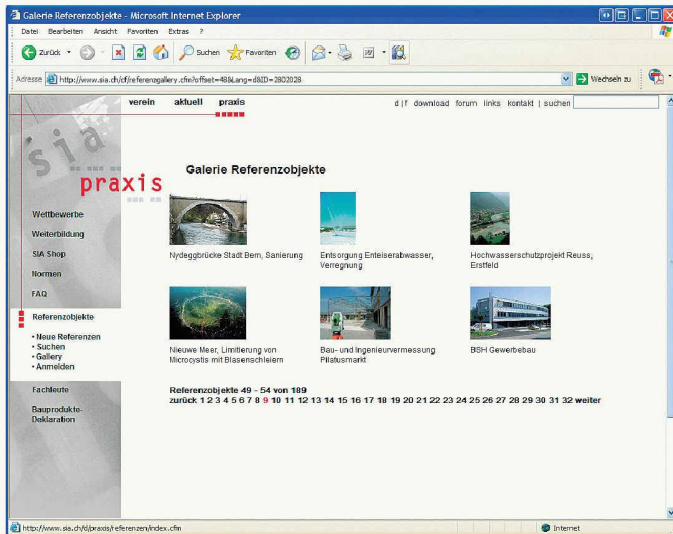 Galerie Referenzobjekte - Microsoft Internet Explorer
Datei Bearbeiten Ansicht Favoriten Extras ?
Zurück Suchen Favoriten
Adresse http://www.sia.ch/cf/referenzgallery.cfm?offset=48&Lang=d&ID=2802028 Wechseln zu
verein aktuell praxis d | f download forum links kontakt | suchen
sia
praxis
Galerie Referenzobjekte
Wettbewerbe
Weiterbildung
SIA Shop
Normen
FAQ
Referenzobjekte
• Neue Referenzen
• Suchen
• Gallery
• Anmelden
Fachleute
Bauprodukte-
Deklaration
Nydeggbrücke Stadt Bern, Sanierung
Entsorgung Enteiserabwasser,
Verregnung
Hochwasserschutzprojekt Reuss,
Erstfeld
Nieuwe Meer, Limitierung von
Microcystis mit Blasenschleiern
Bau- und Ingenieurvermessung
Pilatusmarkt
BSH Gewerbebau
Referenzobjekte 49 - 54 von 189
zurück 1 2 3 4 5 6 7 8 9 10 11 12 13 14 15 16 17 18 19 20 21 22 23 24 25 26 27 28 29 30 31 32 weiter
http://www.sia.ch/d/praxis/referenzen/index.cfm Internet